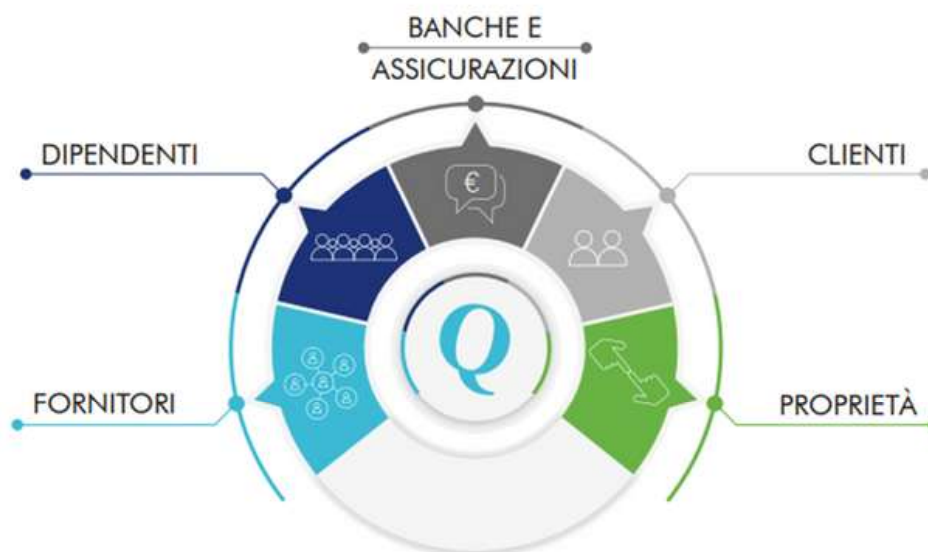 BANCHE E
ASSICURAZIONI
DIPENDENTI
CLIENTI
€
Q
FORNITORI
PROPRIETÀ